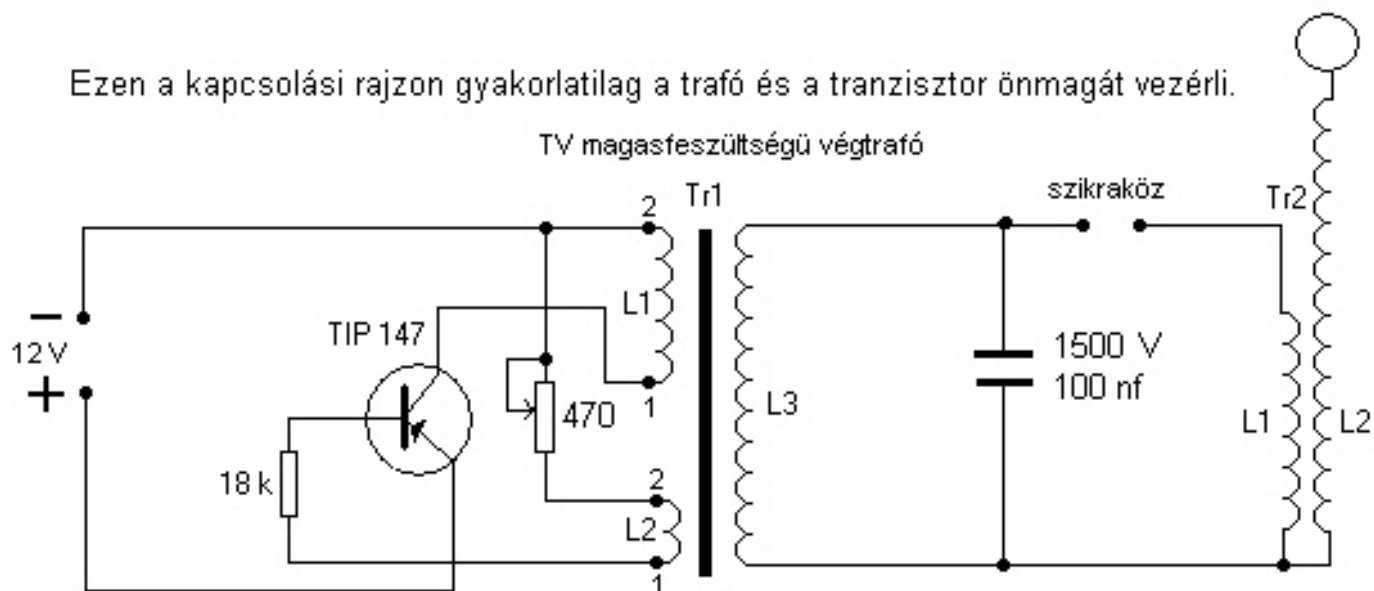 Ezen a kapcsolási rajzon gyakorlatilag a trafó és a tranzisztor önmagát vezérli.
TV magasfeszültségü végtrafó
Tr1
szikraköz
Tr2
2
L1
1
−
12 V
+
TIP 147
470
18 k
2
L2
1
L3
1500 V
100 nf
L1
L2